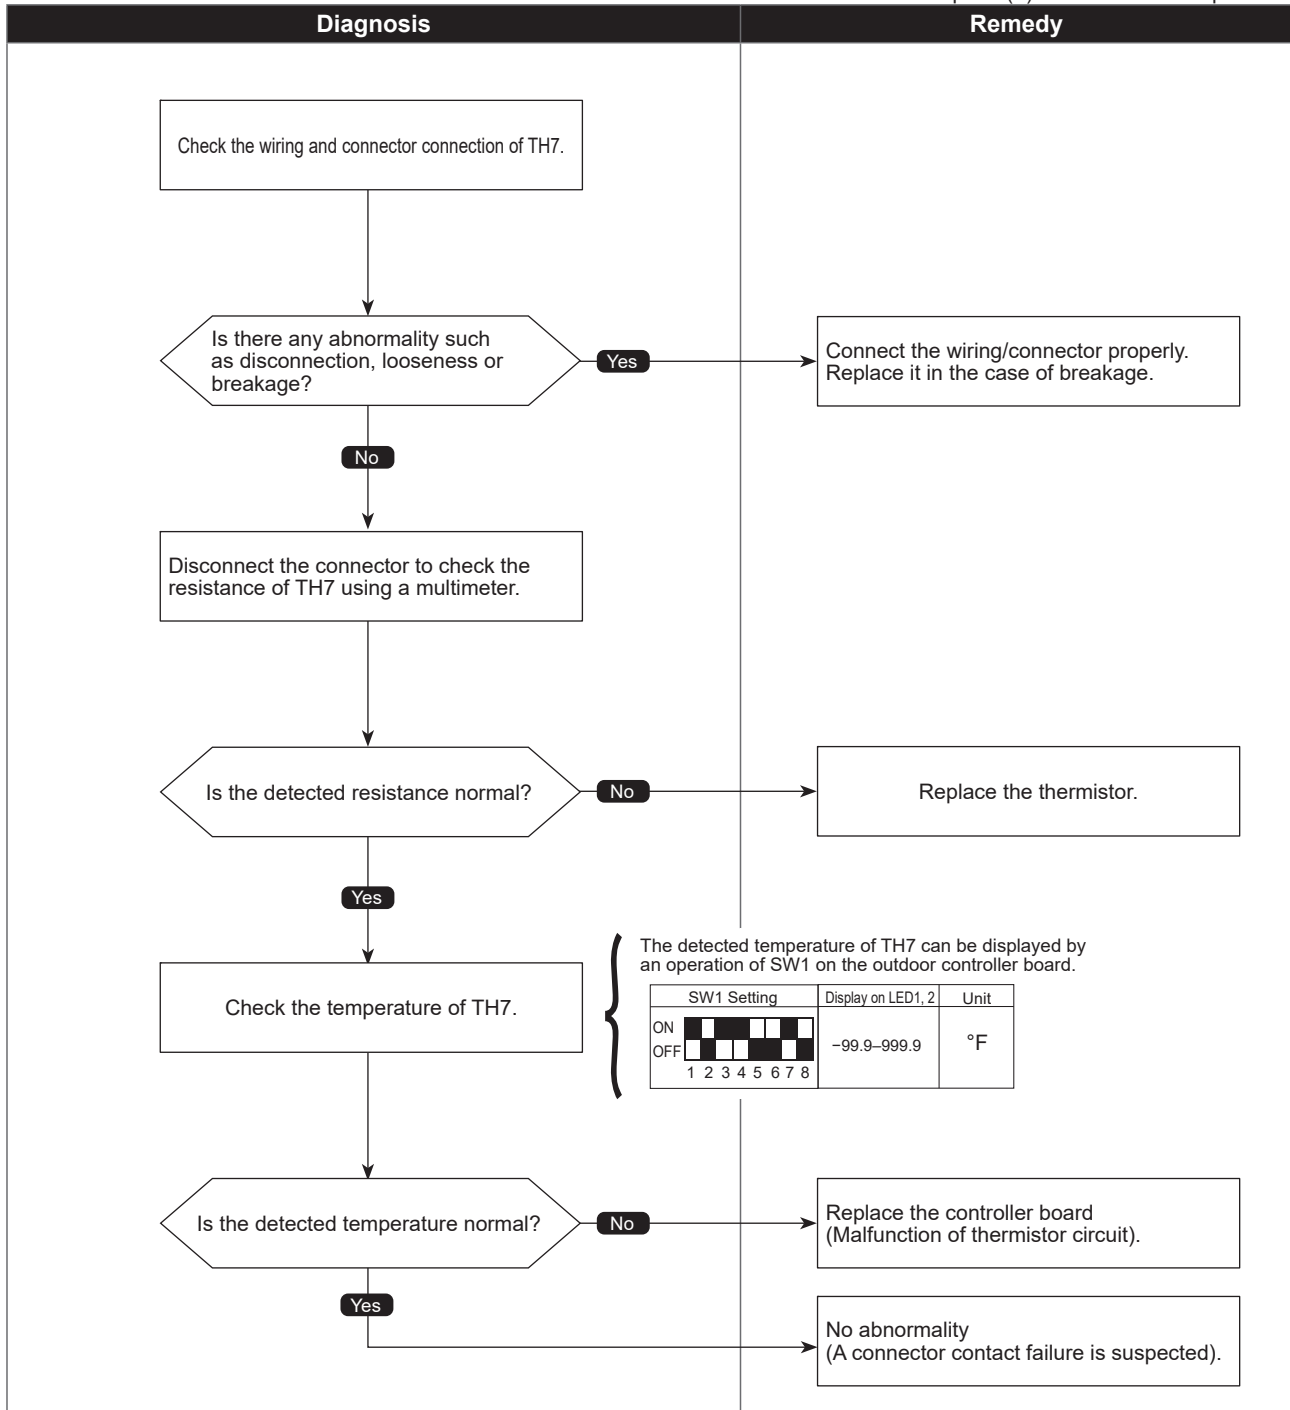 Diagnosis
Remedy
Check the wiring and connector connection of TH7.
Is there any abnormality such
as disconnection, looseness or
breakage?
Yes
Connect the wiring/connector properly.
Replace it in the case of breakage.
No
Disconnect the connector to check the
resistance of TH7 using a multimeter.
Is the detected resistance normal?
No
Replace the thermistor.
Yes
Check the temperature of TH7.
The detected temperature of TH7 can be displayed by
an operation of SW1 on the outdoor controller board.
SW1 Setting
Display on LED1, 2
Unit
ON
OFF
1 2 3 4 5 6 7 8
−99.9–999.9
°F
Is the detected temperature normal?
No
Replace the controller board
(Malfunction of thermistor circuit).
Yes
No abnormality
(A connector contact failure is suspected).